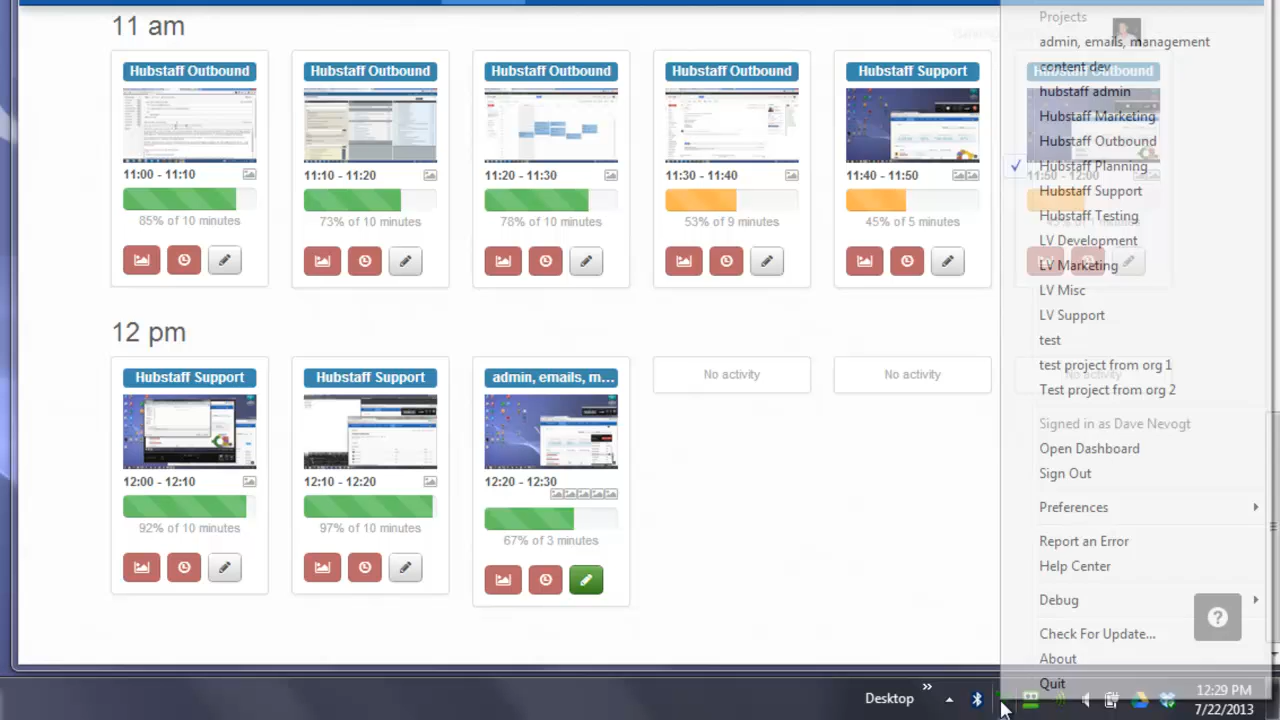 11 am
Hubstaff Outbound
Hubstaff Outbound
Hubstaff Outbound
Hubstaff Outbound
Hubstaff Support
Hubstaff Outbound
11:00 - 11:10
11:10 - 11:20
11:20 - 11:30
11:30 - 11:40
11:40 - 11:50
11:50 - 12:00
85% of 10 minutes
73% of 10 minutes
78% of 10 minutes
53% of 9 minutes
45% of 5 minutes
12 pm
Hubstaff Support
Hubstaff Support
admin, emails, m...
No activity
No activity
No activity
12:00 - 12:10
12:10 - 12:20
12:20 - 12:30
92% of 10 minutes
97% of 10 minutes
67% of 3 minutes
Projects
admin, emails, management
content dev
hubstaff admin
Hubstaff Marketing
Hubstaff Outbound
Hubstaff Planning
Hubstaff Support
Hubstaff Testing
LV Development
LV Marketing
LV Misc
LV Support
test
test project from org 1
Test project from org 2
Signed in as Dave Nevogt
Open Dashboard
Sign Out
Preferences
Report an Error
Help Center
Debug
Check For Update...
About
Quit
Desktop
12:29 PM
7/22/2013